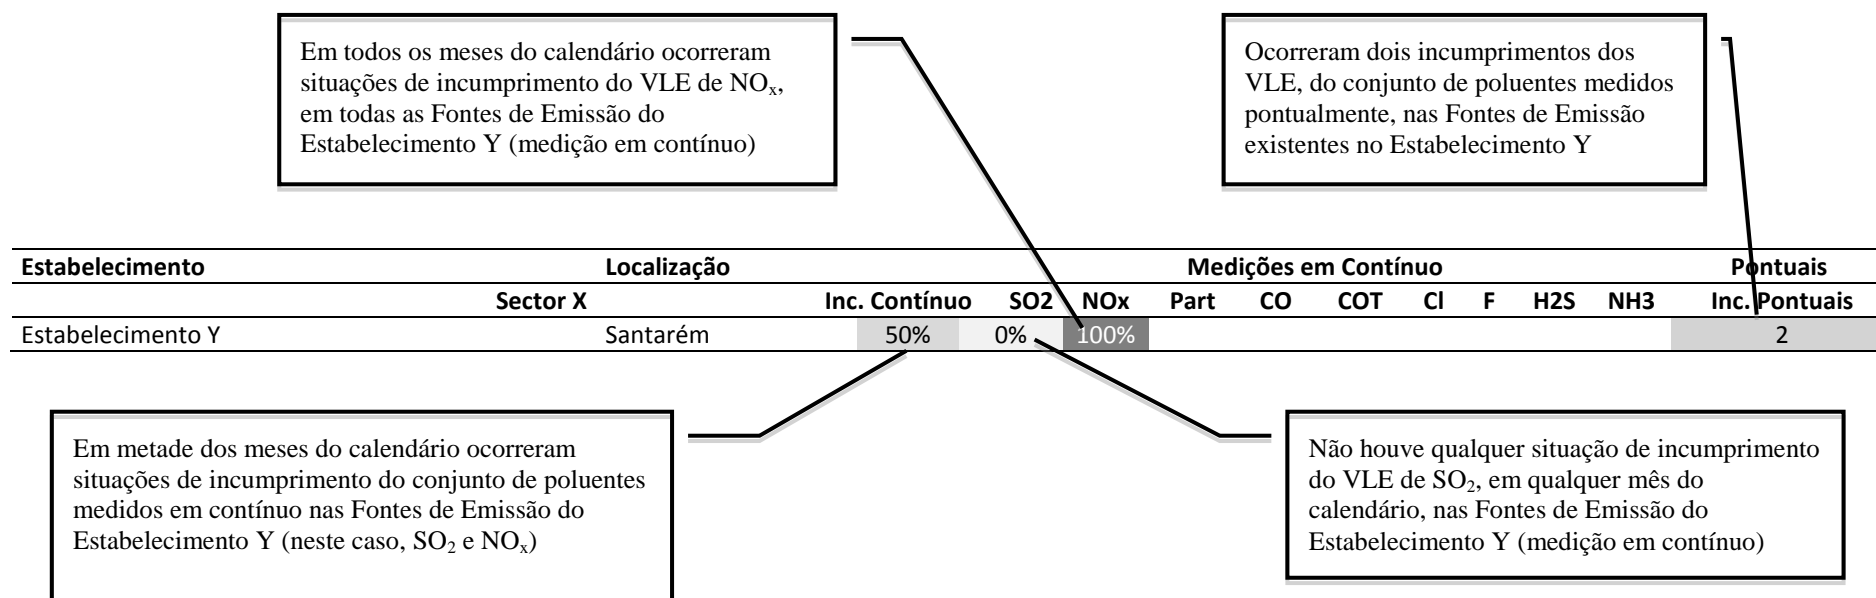 Em todos os meses do calendário ocorreram
situações de incumprimento do VLE de NOx,
em todas as Fontes de Emissão do
Estabelecimento Y (medição em contínuo)
Ocorreram dois incumprimentos dos
VLE, do conjunto de poluentes medidos
pontualmente, nas Fontes de Emissão
existentes no Estabelecimento Y
Estabelecimento Localização Medições em Contínuo Pontuais
Sector X Inc. Contínuo SO2 NOx Part CO COT Cl F H2S NH3 Inc. Pontuais
Estabelecimento Y Santarém 50% 0% 100% 2
Em metade dos meses do calendário ocorreram
situações de incumprimento do conjunto de poluentes
medidos em contínuo nas Fontes de Emissão do
Estabelecimento Y (neste caso, SO2 e NOx)
Não houve qualquer situação de incumprimento
do VLE de SO2, em qualquer mês do
calendário, nas Fontes de Emissão do
Estabelecimento Y (medição em contínuo)